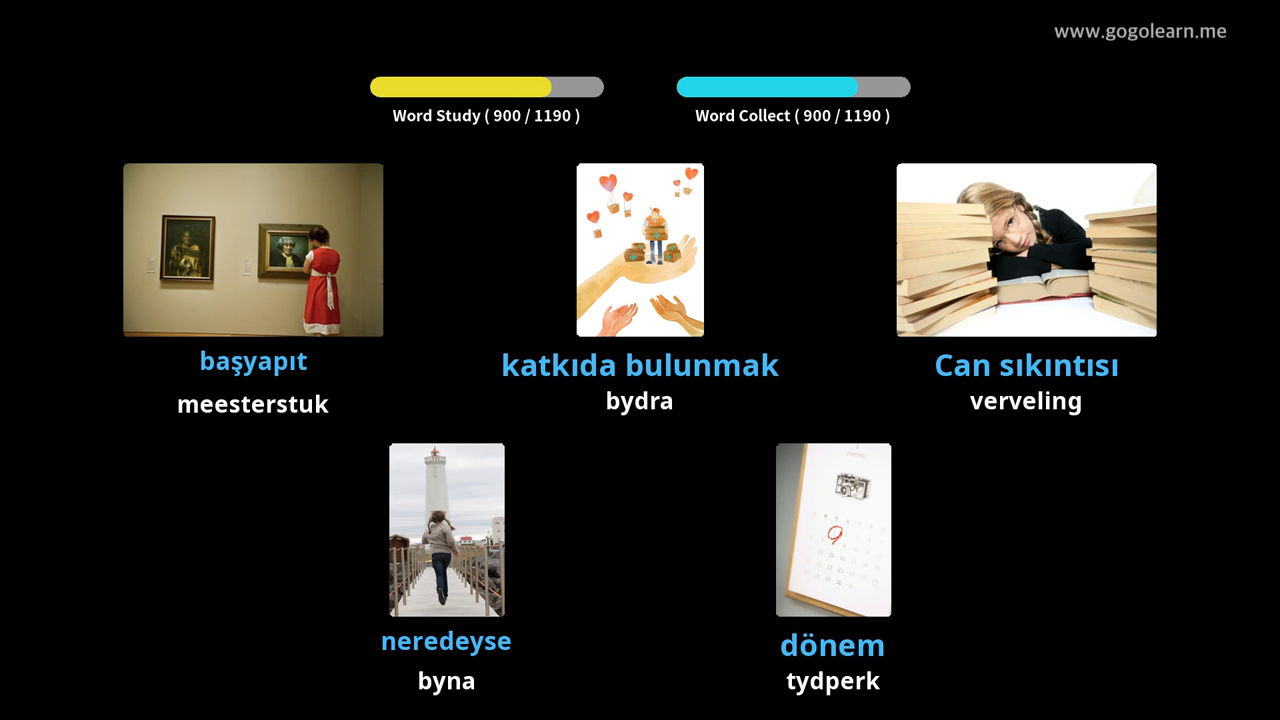 www.gogolearn.me
Word Study ( 900 / 1190 )
Word Collect ( 900 / 1190 )
başyapıt
meesterstuk
katkıda bulunmak
bydra
Can sıkıntısı
verveling
neredeyse
byna
dönem
tydperk